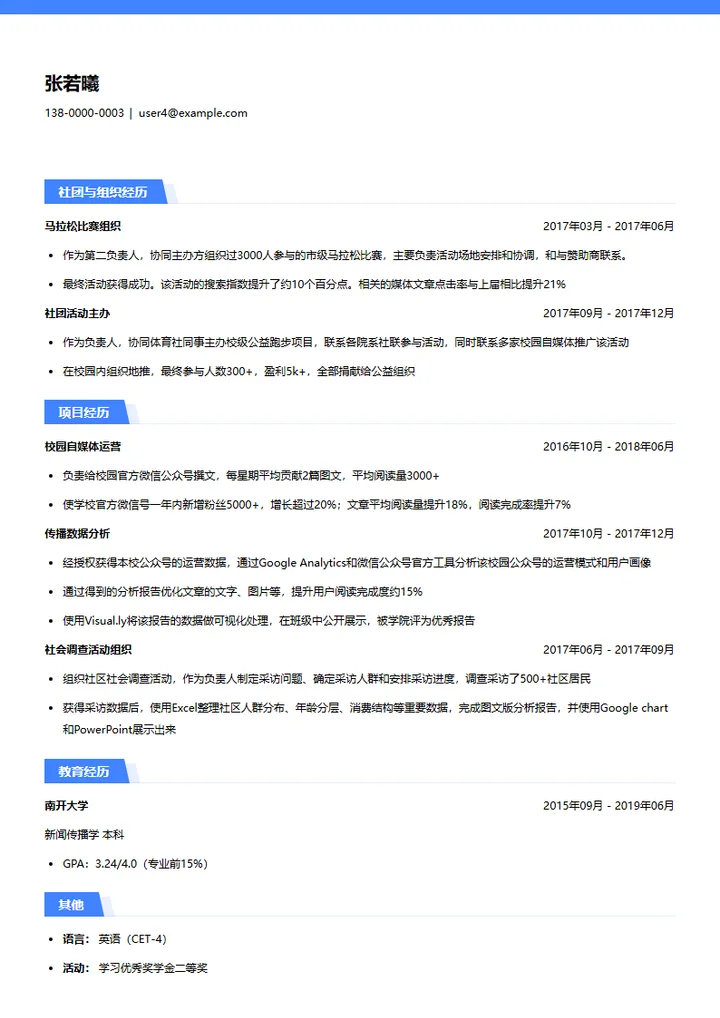 张若曦
138-0000-0003 | user4@example.com
社团与组织经历
马拉松比赛组织 2017年03月 - 2017年06月
• 作为第二负责人，协同主办方组织过3000人参与的市级马拉松比赛，主要负责活动场地安排和协调，和与赞助商联系。
• 最终活动获得成功。该活动的搜索指数提升了约10个百分点。相关的媒体文章点击率与上届相比提升21%
社团活动主办 2017年09月 - 2017年12月
• 作为负责人，协同体育社同事主办校级公益跑步项目，联系各院系社联参与活动，同时联系多家校园自媒体推广该活动
• 在校园内组织地推，最终参与人数300+，盈利5k+，全部捐献给公益组织
项目经历
校园自媒体运营 2016年10月 - 2018年06月
• 负责给校园官方微信公众号撰文，每星期平均贡献2篇图文，平均阅读量3000+
• 使学校官方微信号一年内新增粉丝5000+，增长超过20%；文章平均阅读量提升18%，阅读完成率提升7%
传播数据分析 2017年10月 - 2017年12月
• 经授权获得本校公众号的运营数据，通过Google Analytics和微信公众号官方工具分析该校园公众号的运营模式和用户画像
• 通过得到的分析报告优化文章的文字、图片等，提升用户阅读完成度约15%
• 使用Visual.ly将该报告的数据做可视化处理，在班级中公开展示，被学院评为优秀报告
社会调查活动组织 2017年06月 - 2017年09月
• 组织社区社会调查活动，作为负责人制定采访问题、确定采访人群和安排采访进度，调查采访了500+社区居民
• 获得采访数据后，使用Excel整理社区人群分布、年龄分层、消费结构等重要数据，完成图文版分析报告，并使用Google chart
和PowerPoint展示出来
教育经历
南开大学 2015年09月 - 2019年06月
新闻传播学 本科
• GPA：3.24/4.0（专业前15%）
其他
• 语言： 英语（CET-4）
• 活动： 学习优秀奖学金二等奖